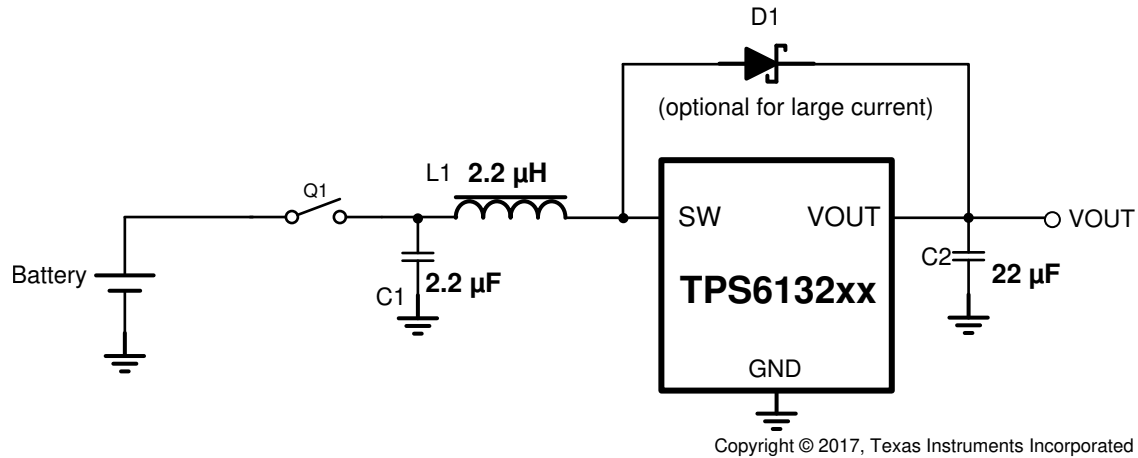 D1
(optional for large current)
L1 2.2 µH
Q1
SW VOUT
VOUT
Battery
C1
2.2 µF
TPS6132xx
C2
22 µF
GND
Copyright © 2017, Texas Instruments Incorporated